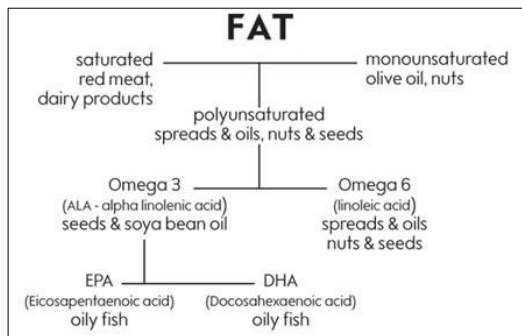 FAT
saturated
red meat,
dairy products
monounsaturated
olive oil, nuts
polyunsaturated
spreads & oils, nuts & seeds
Omega 3
(ALA - alpha linolenic acid)
seeds & soya bean oil
Omega 6
(linoleic acid)
spreads & oils
nuts & seeds
EPA
(Eicosapentaenoic acid)
oily fish
DHA
(Docosahexaenoic acid)
oily fish